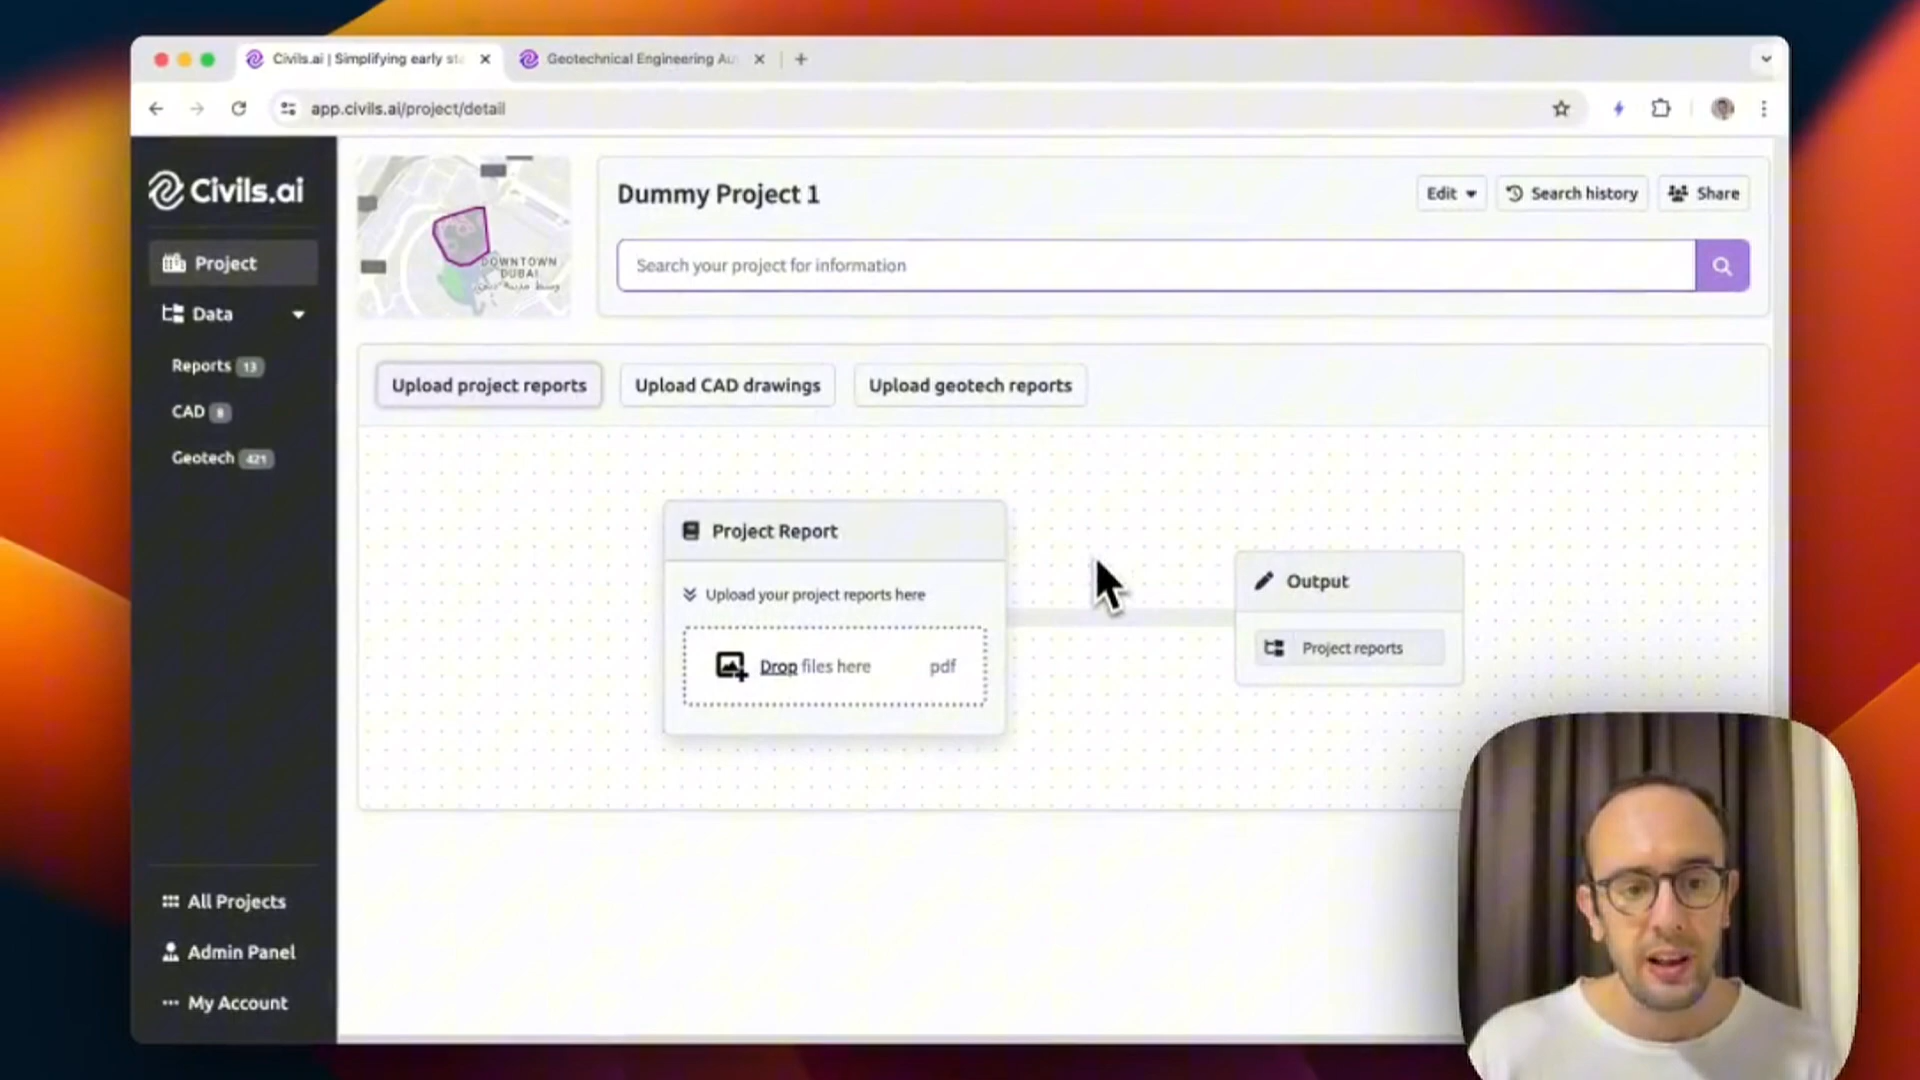 Civils.ai | Simplifying early sta
Geotechnical Engineering Au
app.civils.ai/project/detail
Civils.ai
Project
Data
Reports 13
CAD 8
Geotech 421
All Projects
Admin Panel
My Account
DOWNTOWN
DUBAI
Dummy Project 1
Edit
Search history
Share
Search your project for information
Upload project reports
Upload CAD drawings
Upload geotech reports
Project Report
Upload your project reports here
Drop files here
pdf
Output
Project reports